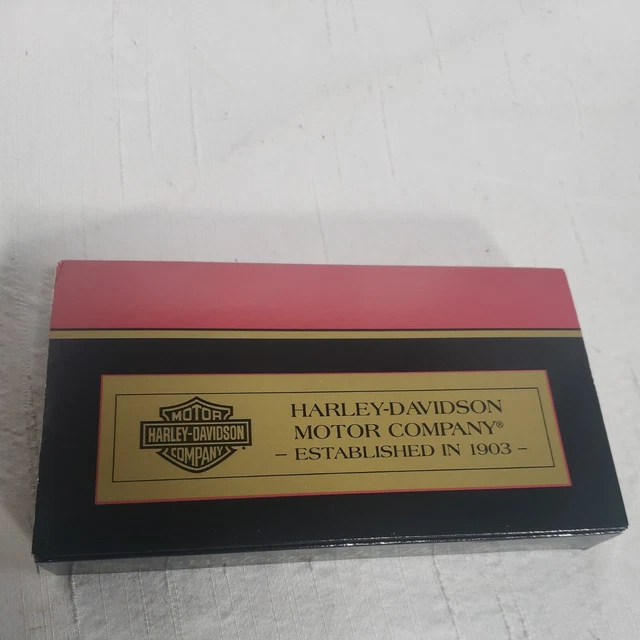 MOTOR
HARLEY-DAVIDSON
COMPANY
HARLEY-DAVIDSON
MOTOR COMPANY®
- ESTABLISHED IN 1903 -